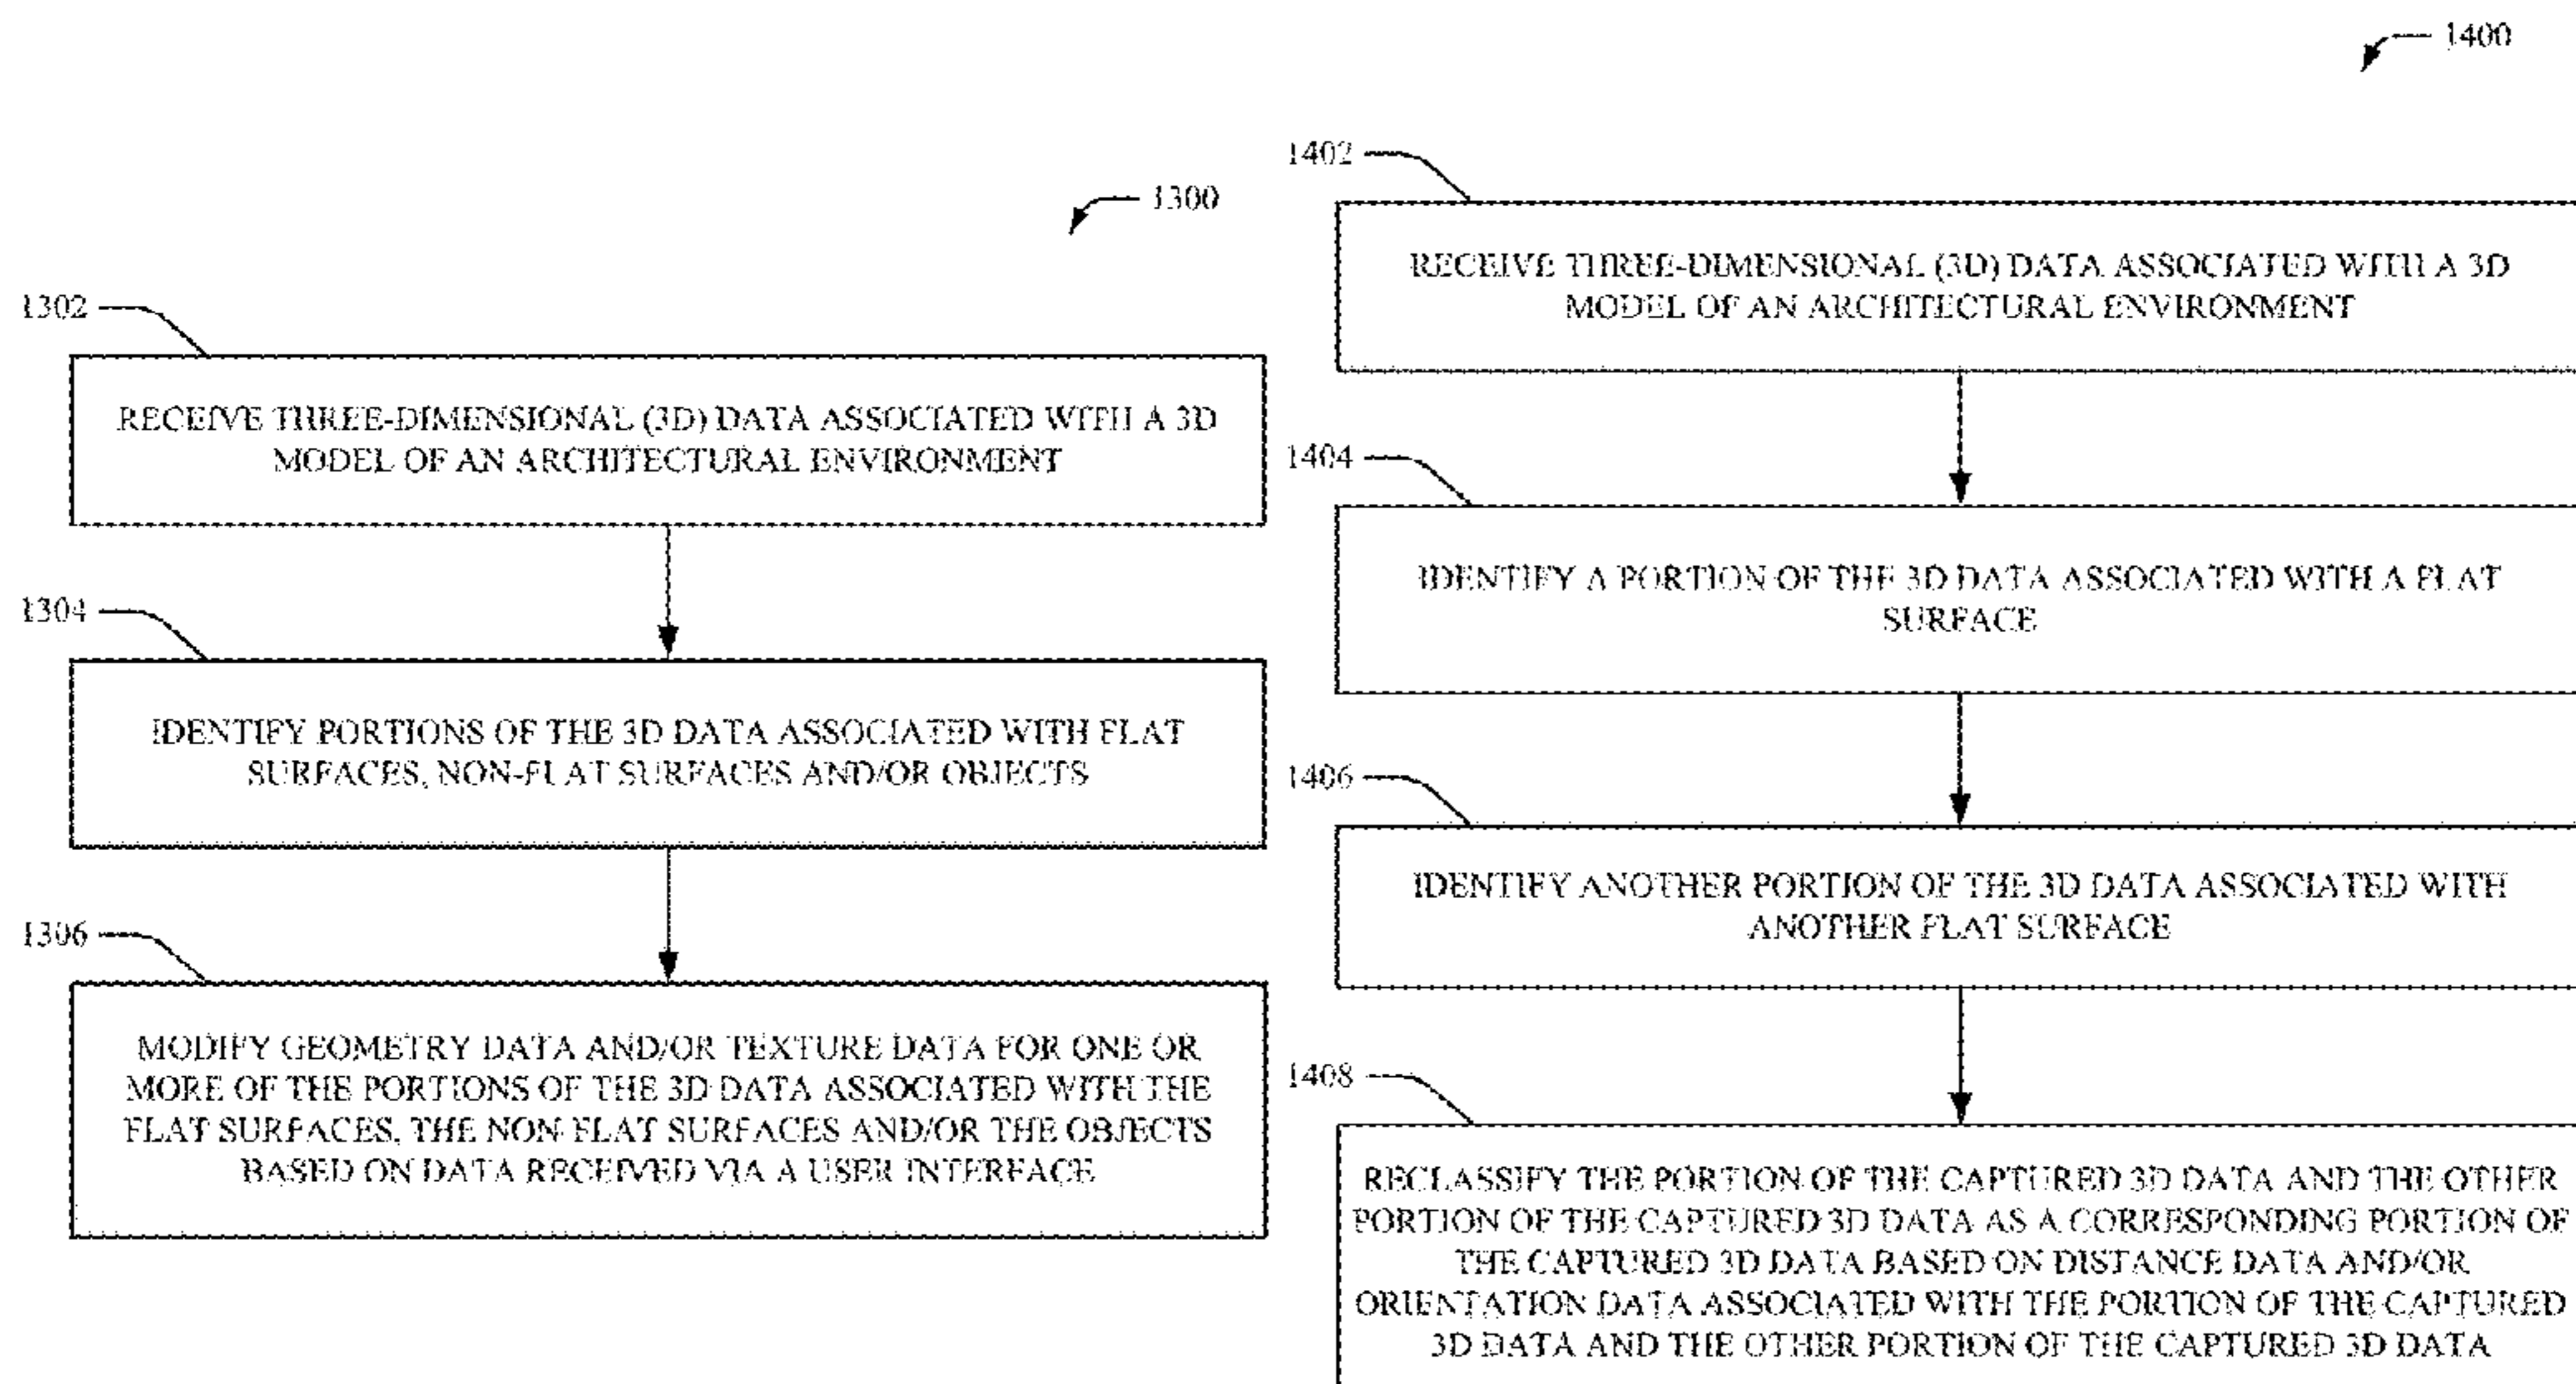 1300
1302
RECEIVE THREE-DIMENSIONAL (3D) DATA ASSOCIATED WITH A 3D
MODEL OF AN ARCHITECTURAL ENVIRONMENT
1304
IDENTIFY PORTIONS OF THE 3D DATA ASSOCIATED WITH FLAT
SURFACES, NON-FLAT SURFACES AND/OR OBJECTS
1306
MODIFY GEOMETRY DATA AND/OR TEXTURE DATA FOR ONE OR
MORE OF THE PORTIONS OF THE 3D DATA ASSOCIATED WITH THE
FLAT SURFACES, THE NON-FLAT SURFACES AND/OR THE OBJECTS
BASED ON DATA RECEIVED VIA A USER INTERFACE
1400
1402
RECEIVE THREE-DIMENSIONAL (3D) DATA ASSOCIATED WITH A 3D
MODEL OF AN ARCHITECTURAL ENVIRONMENT
1404
IDENTIFY A PORTION OF THE 3D DATA ASSOCIATED WITH A FLAT
SURFACE
1406
IDENTIFY ANOTHER PORTION OF THE 3D DATA ASSOCIATED WITH
ANOTHER FLAT SURFACE
1408
RECLASSIFY THE PORTION OF THE CAPTURED 3D DATA AND THE OTHER
PORTION OF THE CAPTURED 3D DATA AS A CORRESPONDING PORTION OF
THE CAPTURED 3D DATA BASED ON DISTANCE DATA AND/OR
ORIENTATION DATA ASSOCIATED WITH THE PORTION OF THE CAPTURED
3D DATA AND THE OTHER PORTION OF THE CAPTURED 3D DATA